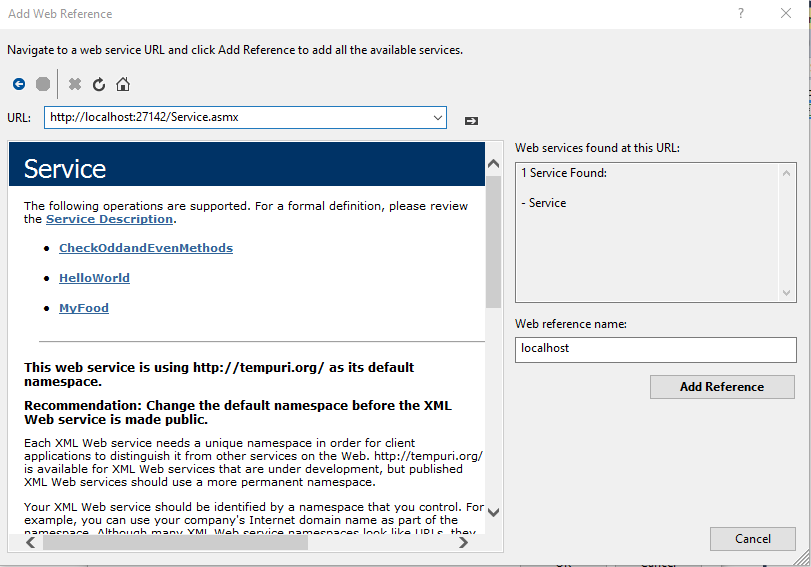 Add Web Reference
?
Navigate to a web service URL and click Add Reference to add all the available services.
URL:
http://localhost:27142/Service.asmx
Service
The following operations are supported. For a formal definition, please review
the Service Description.
CheckOddandEvenMethods
HelloWorld
MyFood
This web service is using http://tempuri.org/ as its default
namespace.
Recommendation: Change the default namespace before the XML
Web service is made public.
Each XML Web service needs a unique namespace in order for client
applications to distinguish it from other services on the Web. http://tempuri.org/
is available for XML Web services that are under development, but published
XML Web services should use a more permanent namespace.
Your XML Web service should be identified by a namespace that you control. For
example, you can use your company's Internet domain name as part of the
namespace. Although many XML Web service namespaces look like URLs, they
Web services found at this URL:
1 Service Found:
- Service
Web reference name:
localhost
Add Reference
Cancel